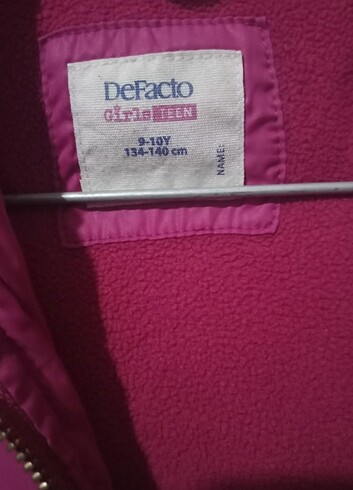 DeFacto
Girls TEEN
9-10Y
134-140 cm
NAME: